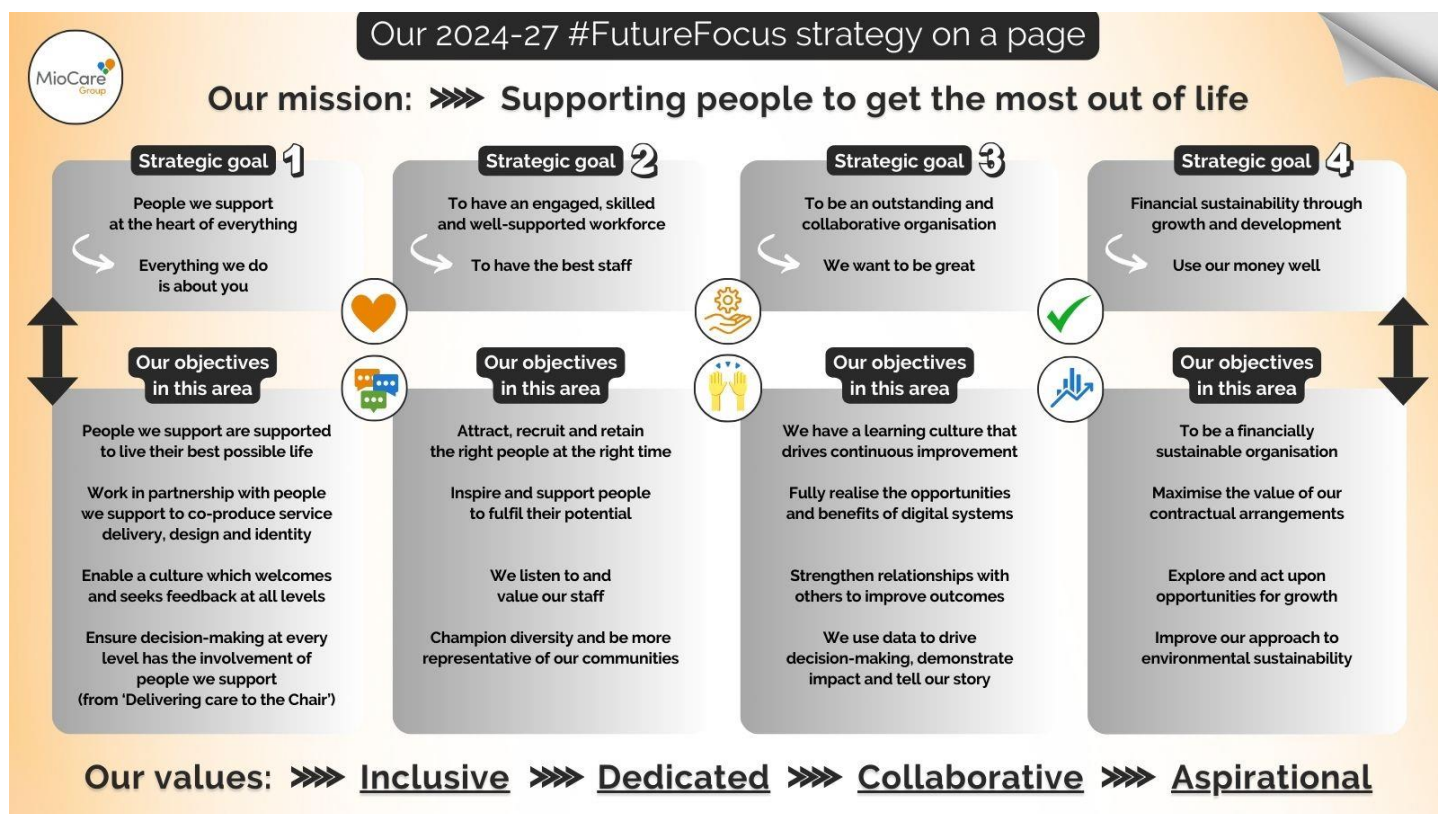 Our 2024-27 #FutureFocus strategy on a page
MioCare
Group
Our mission: Supporting people to get the most out of life
Strategic goal 1
People we support
at the heart of everything
Everything we do
is about you
Our objectives
in this area
People we support are supported
to live their best possible life
Work in partnership with people
we support to co-produce service
delivery, design and identity
Enable a culture which welcomes
and seeks feedback at all levels
Ensure decision-making at every
level has the involvement of
people we support
(from ‘Delivering care to the Chair’)
Strategic goal 2
To have an engaged, skilled
and well-supported workforce
To have the best staff
Our objectives
in this area
Attract, recruit and retain
the right people at the right time
Inspire and support people
to fulfil their potential
We listen to and
value our staff
Champion diversity and be more
representative of our communities
Strategic goal 3
To be an outstanding and
collaborative organisation
We want to be great
Our objectives
in this area
We have a learning culture that
drives continuous improvement
Fully realise the opportunities
and benefits of digital systems
Strengthen relationships with
others to improve outcomes
We use data to drive
decision-making, demonstrate
impact and tell our story
Strategic goal 4
Financial sustainability through
growth and development
Use our money well
Our objectives
in this area
To be a financially
sustainable organisation
Maximise the value of our
contractual arrangements
Explore and act upon
opportunities for growth
Improve our approach to
environmental sustainability
Our values: Inclusive Dedicated Collaborative Aspirational